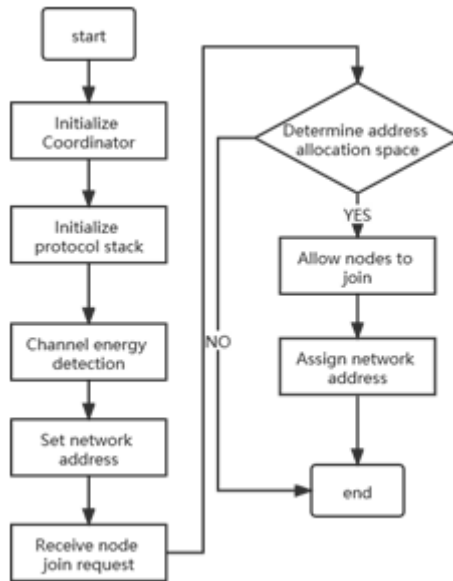 start
Initialize
Coordinator
Initialize
protocol stack
Channel energy
detection
Set network
address
Receive node
join request
Determine address
allocation space
YES
NO
Allow nodes to
join
Assign network
address
end